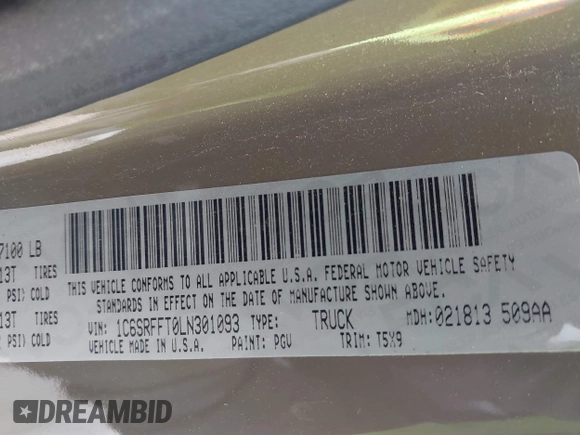 7100 LB
13T TIRES
PSI) COLD
13T TIRES
PSI) COLD
THIS VEHICLE CONFORMS TO ALL APPLICABLE U.S.A. FEDERAL MOTOR VEHICLE SAFETY
STANDARDS IN EFFECT ON THE DATE OF MANUFACTURE SHOWN ABOVE.
VIN: 1C6SRFFT0LN301093 TYPE: TRUCK MDH: 021813 509AA
VEHICLE MADE IN U.S.A. PAINT: PGV TRIM: T5X9
DREAMBID